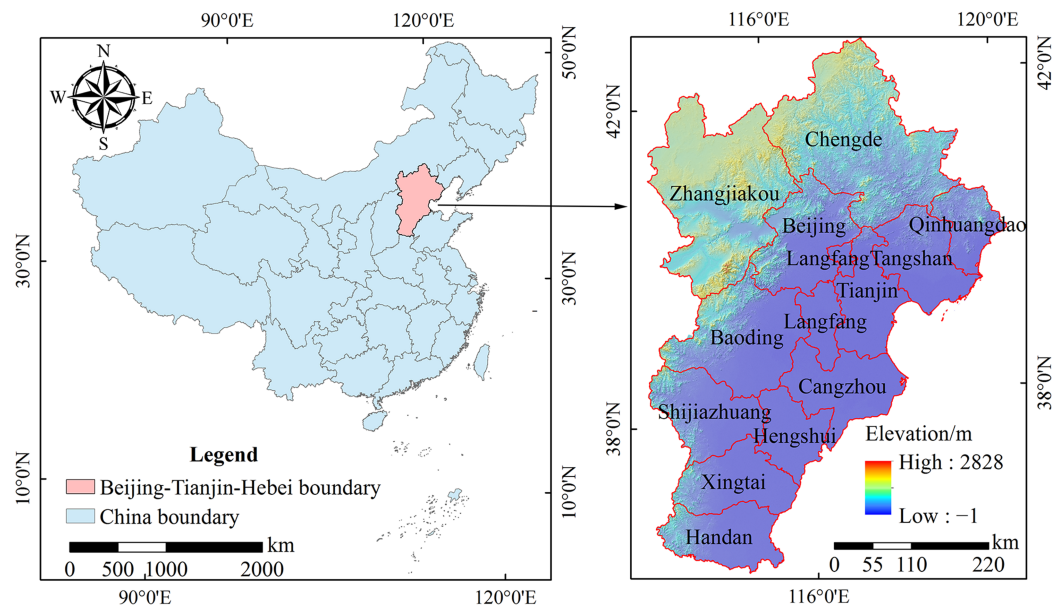 90°0'E
120°0'E
N
W
E
S
50°0'N
30°0'N
30°0'N
10°0'N
10°0'N
Legend
Beijing-Tianjin-Hebei boundary
China boundary
km
0 500 1000 2000
90°0'E
120°0'E
116°0'E
120°0'E
42°0'N
42°0'N
Chengde
Zhangjiakou
Beijing
Qinhuangdao
Langfang
Tangshan
Tianjin
Langfang
Baoding
Cangzhou
38°0'N
Shijiazhuang
38°0'N
Hengshui
Elevation/m
High : 2828
Low : −1
Xingtai
Handan
km
0 55 110 220
116°0'E